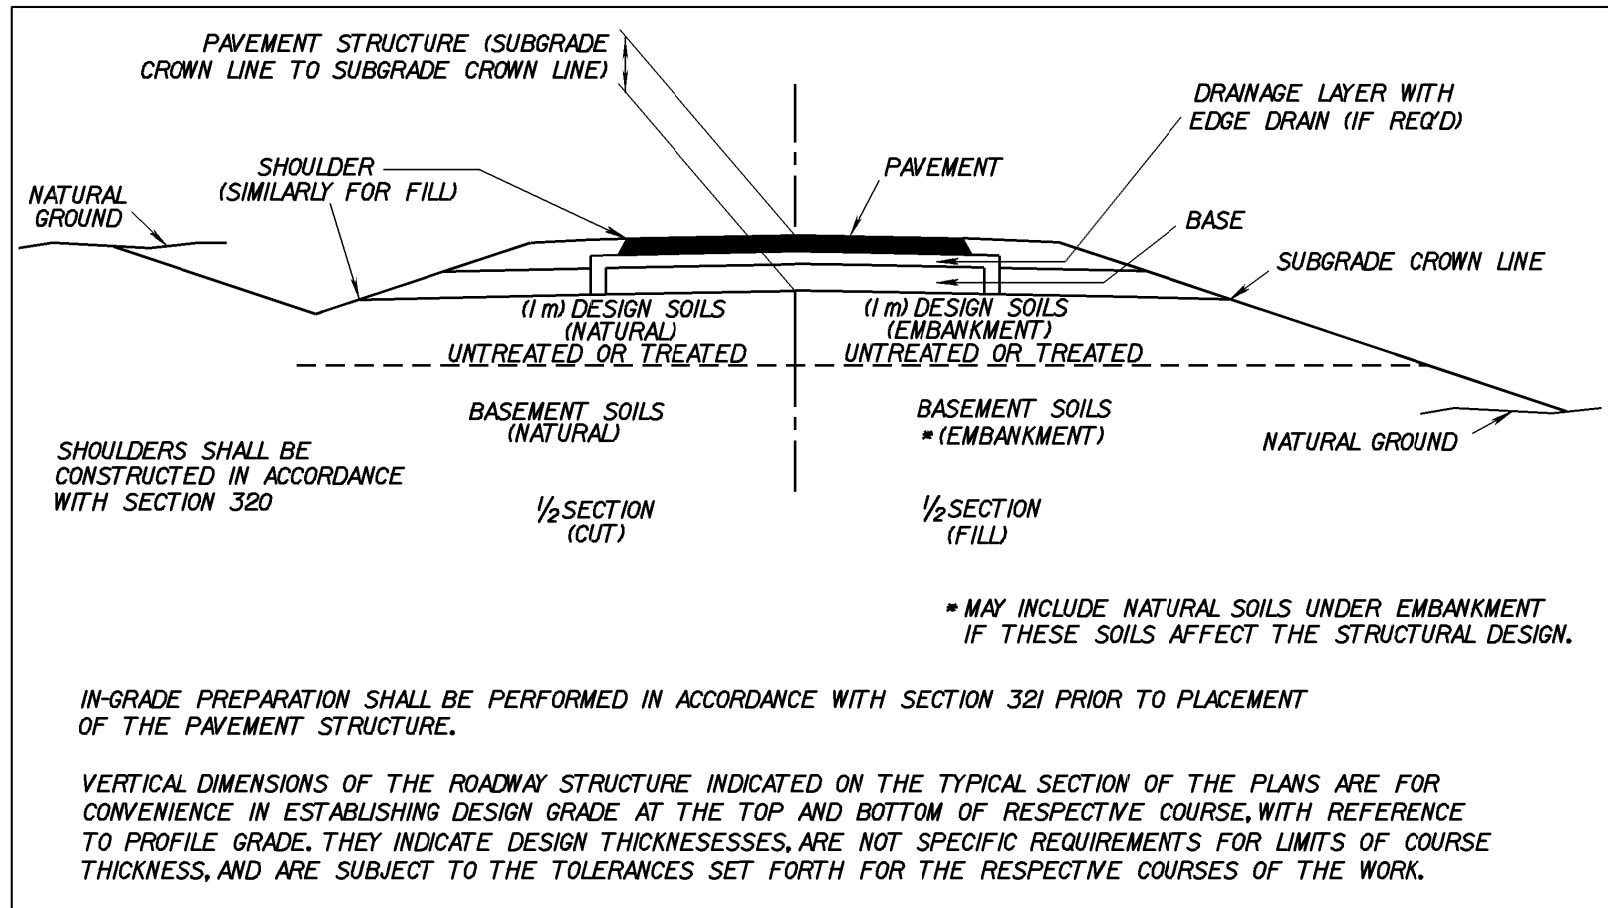 PAVEMENT STRUCTURE (SUBGRADE
CROWN LINE TO SUBGRADE CROWN LINE)
DRAINAGE LAYER WITH
EDGE DRAIN (IF REQ'D)
SHOULDER
(SIMILARLY FOR FILL)
PAVEMENT
NATURAL
GROUND
BASE
SUBGRADE CROWN LINE
(1 m) DESIGN SOILS
(NATURAL)
UNTREATED OR TREATED
(1 m) DESIGN SOILS
(EMBANKMENT)
UNTREATED OR TREATED
BASEMENT SOILS
(NATURAL)
BASEMENT SOILS
* (EMBANKMENT)
NATURAL GROUND
SHOULDERS SHALL BE
CONSTRUCTED IN ACCORDANCE
WITH SECTION 320
1/2 SECTION
(CUT)
1/2 SECTION
(FILL)
* MAY INCLUDE NATURAL SOILS UNDER EMBANKMENT
IF THESE SOILS AFFECT THE STRUCTURAL DESIGN.
IN-GRADE PREPARATION SHALL BE PERFORMED IN ACCORDANCE WITH SECTION 321 PRIOR TO PLACEMENT
OF THE PAVEMENT STRUCTURE.
VERTICAL DIMENSIONS OF THE ROADWAY STRUCTURE INDICATED ON THE TYPICAL SECTION OF THE PLANS ARE FOR
CONVENIENCE IN ESTABLISHING DESIGN GRADE AT THE TOP AND BOTTOM OF RESPECTIVE COURSE, WITH REFERENCE
TO PROFILE GRADE. THEY INDICATE DESIGN THICKNESESSES, ARE NOT SPECIFIC REQUIREMENTS FOR LIMITS OF COURSE
THICKNESS, AND ARE SUBJECT TO THE TOLERANCES SET FORTH FOR THE RESPECTIVE COURSES OF THE WORK.